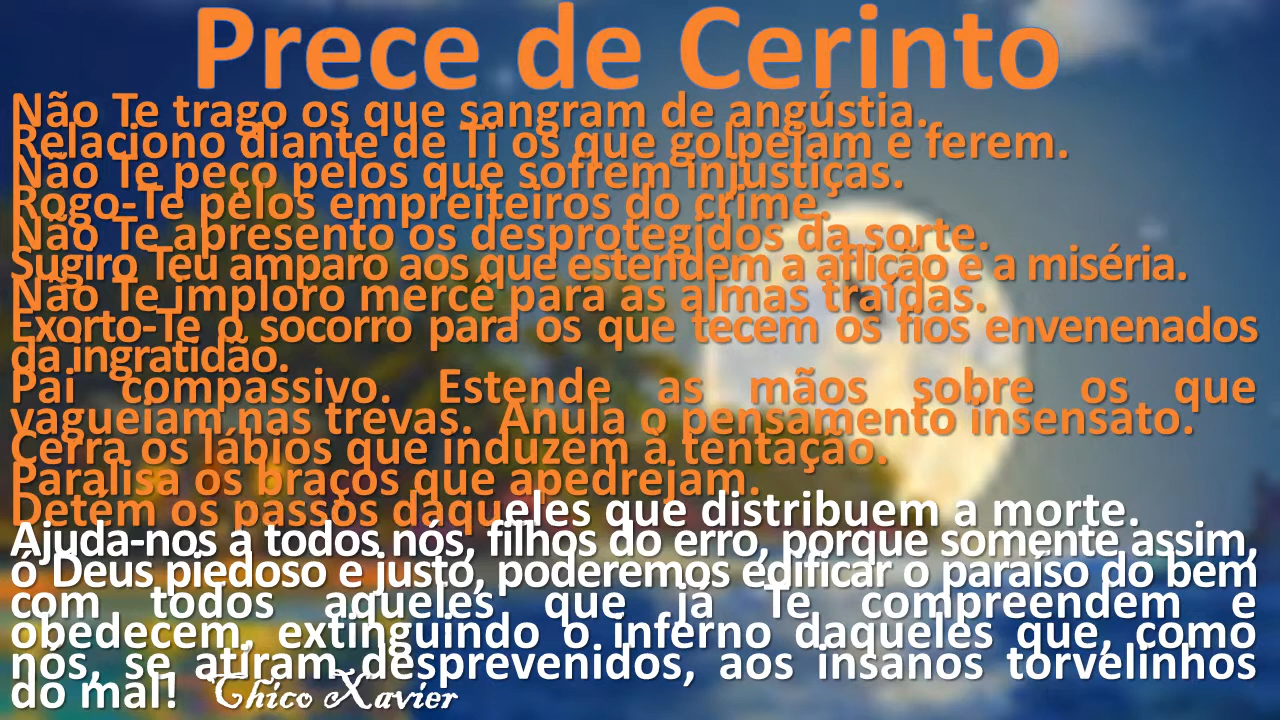 Prece de Cerinto
Não Te trago os que sangram de angústia.
Relaciono diante de Ti os que golpeiam e ferem.
Não Te peço pelos que sofrem injustiças.
Rogo-Te pelos empreiteiros do crime.
Não Te apresento os desprotegidos da sorte.
Sugiro Teu amparo aos que estendem a aflição e a miséria.
Não Te imploro mercê para as almas traídas.
Exorto-Te o socorro para os que tecem os fios envenenados
da ingratidão.
Pai compassivo. Estende as mãos sobre os que
vagueiam nas trevas. Anula o pensamento insensato.
Cerra os lábios que induzem à tentação.
Paralisa os braços que apedrejam.
Detém os passos daqueles que distribuem a morte.
Ajuda-nos a todos nós, filhos do erro, porque somente assim,
ó Deus piedoso e justo, poderemos edificar o paraíso do bem
com todos aqueles que já Te compreendem e
obedecem, extinguindo o inferno daqueles que, como
nós, se atiram desprevenidos, aos insanos torvelinhos
do mal! Chico Xavier